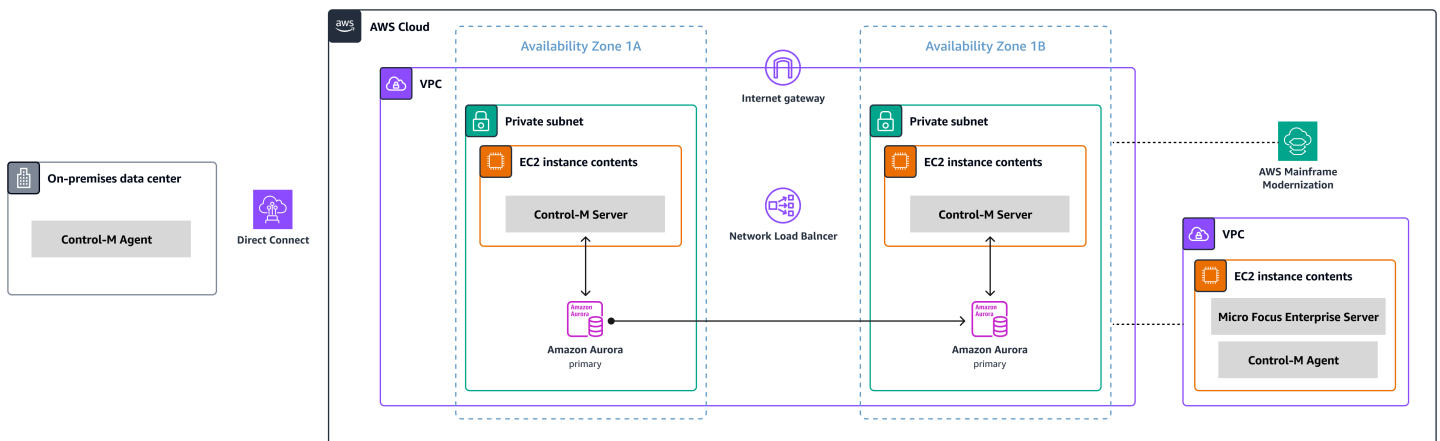 aws
AWS Cloud
Availability Zone 1A
Availability Zone 1B
VPC
Internet gateway
Private subnet
Private subnet
EC2 instance contents
EC2 instance contents
On-premises data center
Control-M Agent
Direct Connect
Control-M Server
Control-M Server
Network Load Balncer
AWS Mainframe
Modernization
VPC
EC2 instance contents
Micro Focus Enterprise Server
Control-M Agent
Amazon
Aurora
Amazon Aurora
primary
Amazon
Aurora
Amazon Aurora
primary